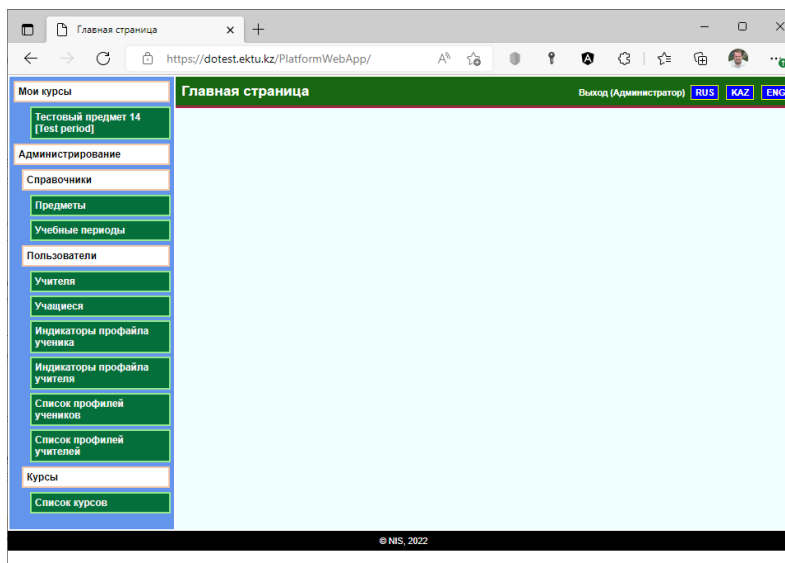 Главная страница
https://dotest.ektu.kz/PlatformWebApp/
Мои курсы
Тестовый предмет 14
[Test period]
Администрирование
Справочники
Предметы
Учебные периоды
Пользователи
Учителя
Учащиеся
Индикаторы профайла
ученика
Индикаторы профайла
учителя
Список профилей
учеников
Список профилей
учителей
Курсы
Список курсов
Главная страница
Выход (Администратор) RUS KAZ ENG
© NIS, 2022